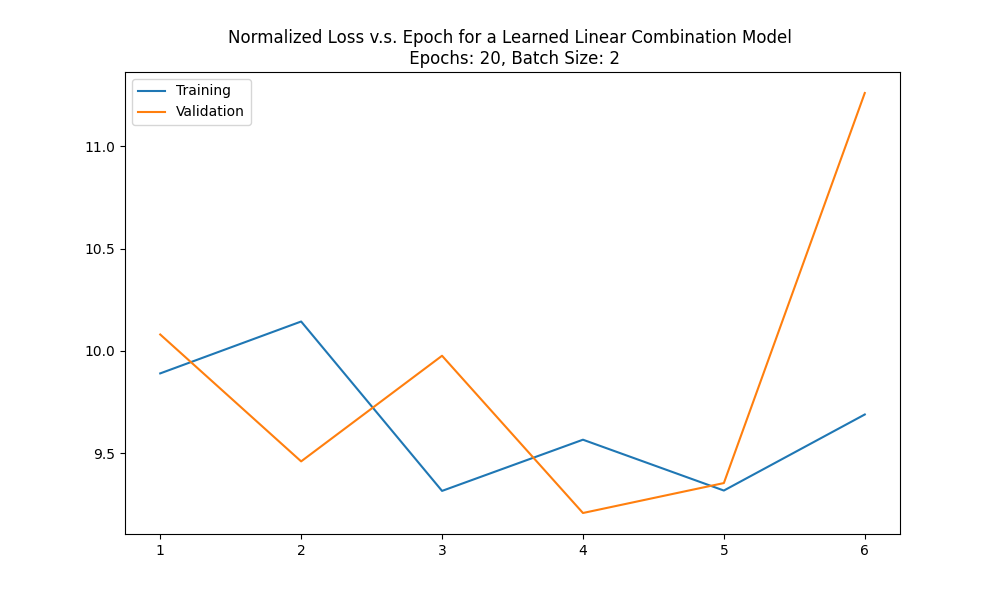 Normalized Loss v.s. Epoch for a Learned Linear Combination Model
Epochs: 20, Batch Size: 2
Training
Validation
11.0
10.5
10.0
9.5
1 2 3 4 5 6